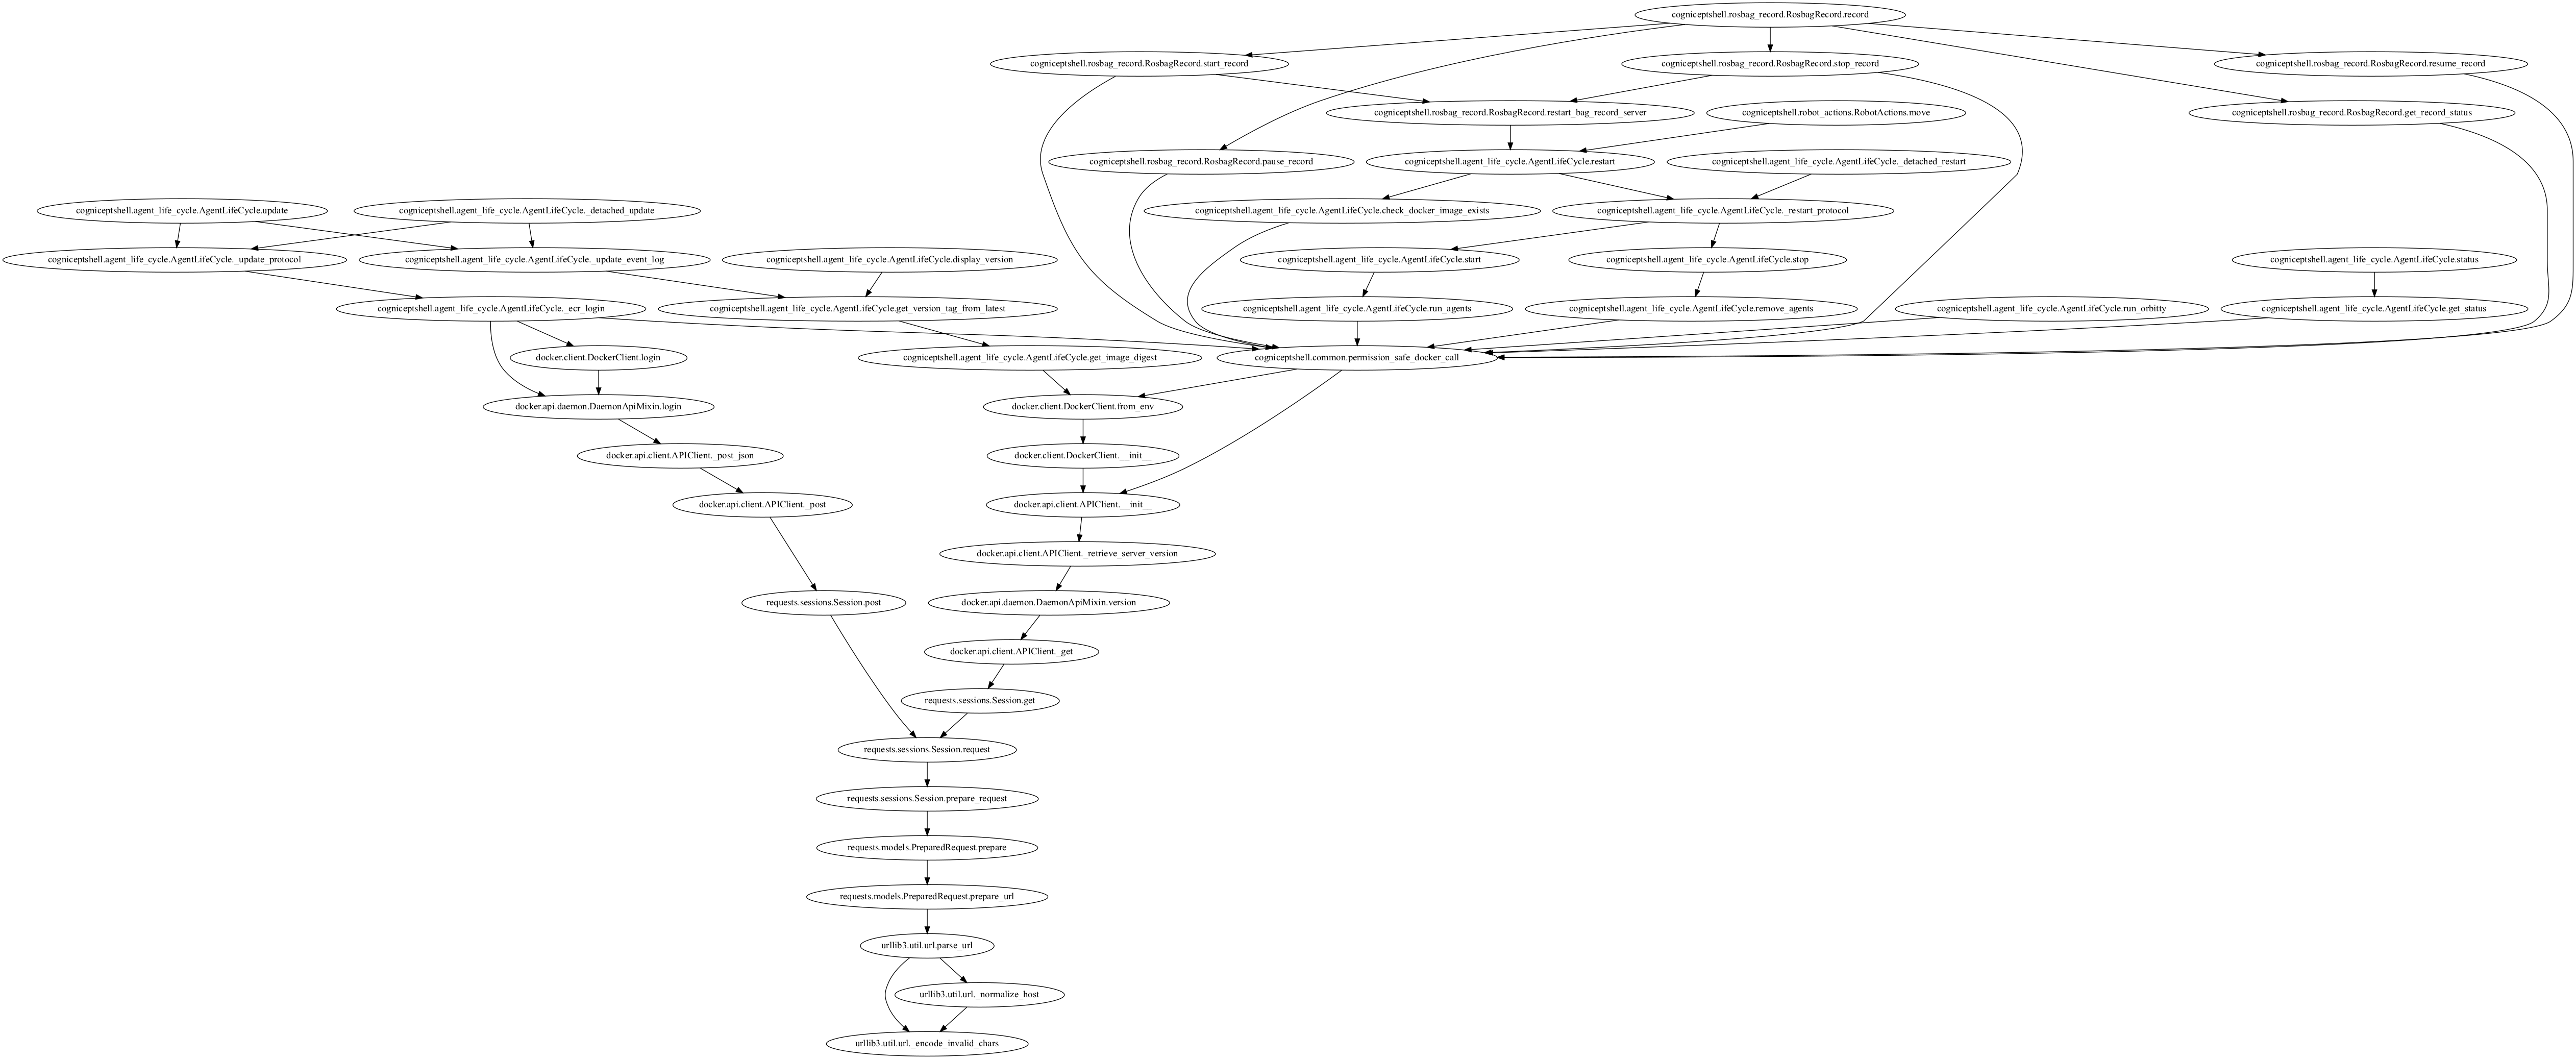 cogniceptshell.rosbag_record.RosbagRecord.record
cogniceptshell.rosbag_record.RosbagRecord.start_record
cogniceptshell.rosbag_record.RosbagRecord.stop_record
cogniceptshell.rosbag_record.RosbagRecord.resume_record
cogniceptshell.rosbag_record.RosbagRecord.restart_bag_record_server
cogniceptshell.robot_actions.RobotActions.move
cogniceptshell.rosbag_record.RosbagRecord.get_record_status
cogniceptshell.rosbag_record.RosbagRecord.pause_record
cogniceptshell.agent_life_cycle.AgentLifeCycle.restart
cogniceptshell.agent_life_cycle.AgentLifeCycle._detached_restart
cogniceptshell.agent_life_cycle.AgentLifeCycle.update
cogniceptshell.agent_life_cycle.AgentLifeCycle._detached_update
cogniceptshell.agent_life_cycle.AgentLifeCycle.check_docker_image_exists
cogniceptshell.agent_life_cycle.AgentLifeCycle._restart_protocol
cogniceptshell.agent_life_cycle.AgentLifeCycle._update_protocol
cogniceptshell.agent_life_cycle.AgentLifeCycle._update_event_log
cogniceptshell.agent_life_cycle.AgentLifeCycle.display_version
cogniceptshell.agent_life_cycle.AgentLifeCycle.start
cogniceptshell.agent_life_cycle.AgentLifeCycle.stop
cogniceptshell.agent_life_cycle.AgentLifeCycle.status
cogniceptshell.agent_life_cycle.AgentLifeCycle._ecr_login
cogniceptshell.agent_life_cycle.AgentLifeCycle.get_version_tag_from_latest
cogniceptshell.agent_life_cycle.AgentLifeCycle.run_agents
cogniceptshell.agent_life_cycle.AgentLifeCycle.remove_agents
cogniceptshell.agent_life_cycle.AgentLifeCycle.run_orbitty
cogniceptshell.agent_life_cycle.AgentLifeCycle.get_status
docker.client.DockerClient.login
cogniceptshell.agent_life_cycle.AgentLifeCycle.get_image_digest
cogniceptshell.common.permission_safe_docker_call
docker.api.daemon.DaemonApiMixin.login
docker.client.DockerClient.from_env
docker.api.client.APIClient._post_json
docker.client.DockerClient.__init__
docker.api.client.APIClient._post
docker.api.client.APIClient.__init__
docker.api.client.APIClient._retrieve_server_version
requests.sessions.Session.post
docker.api.daemon.DaemonApiMixin.version
docker.api.client.APIClient._get
requests.sessions.Session.get
requests.sessions.Session.request
requests.sessions.Session.prepare_request
requests.models.PreparedRequest.prepare
requests.models.PreparedRequest.prepare_url
urllib3.util.url.parse_url
urllib3.util.url._normalize_host
urllib3.util.url._encode_invalid_chars